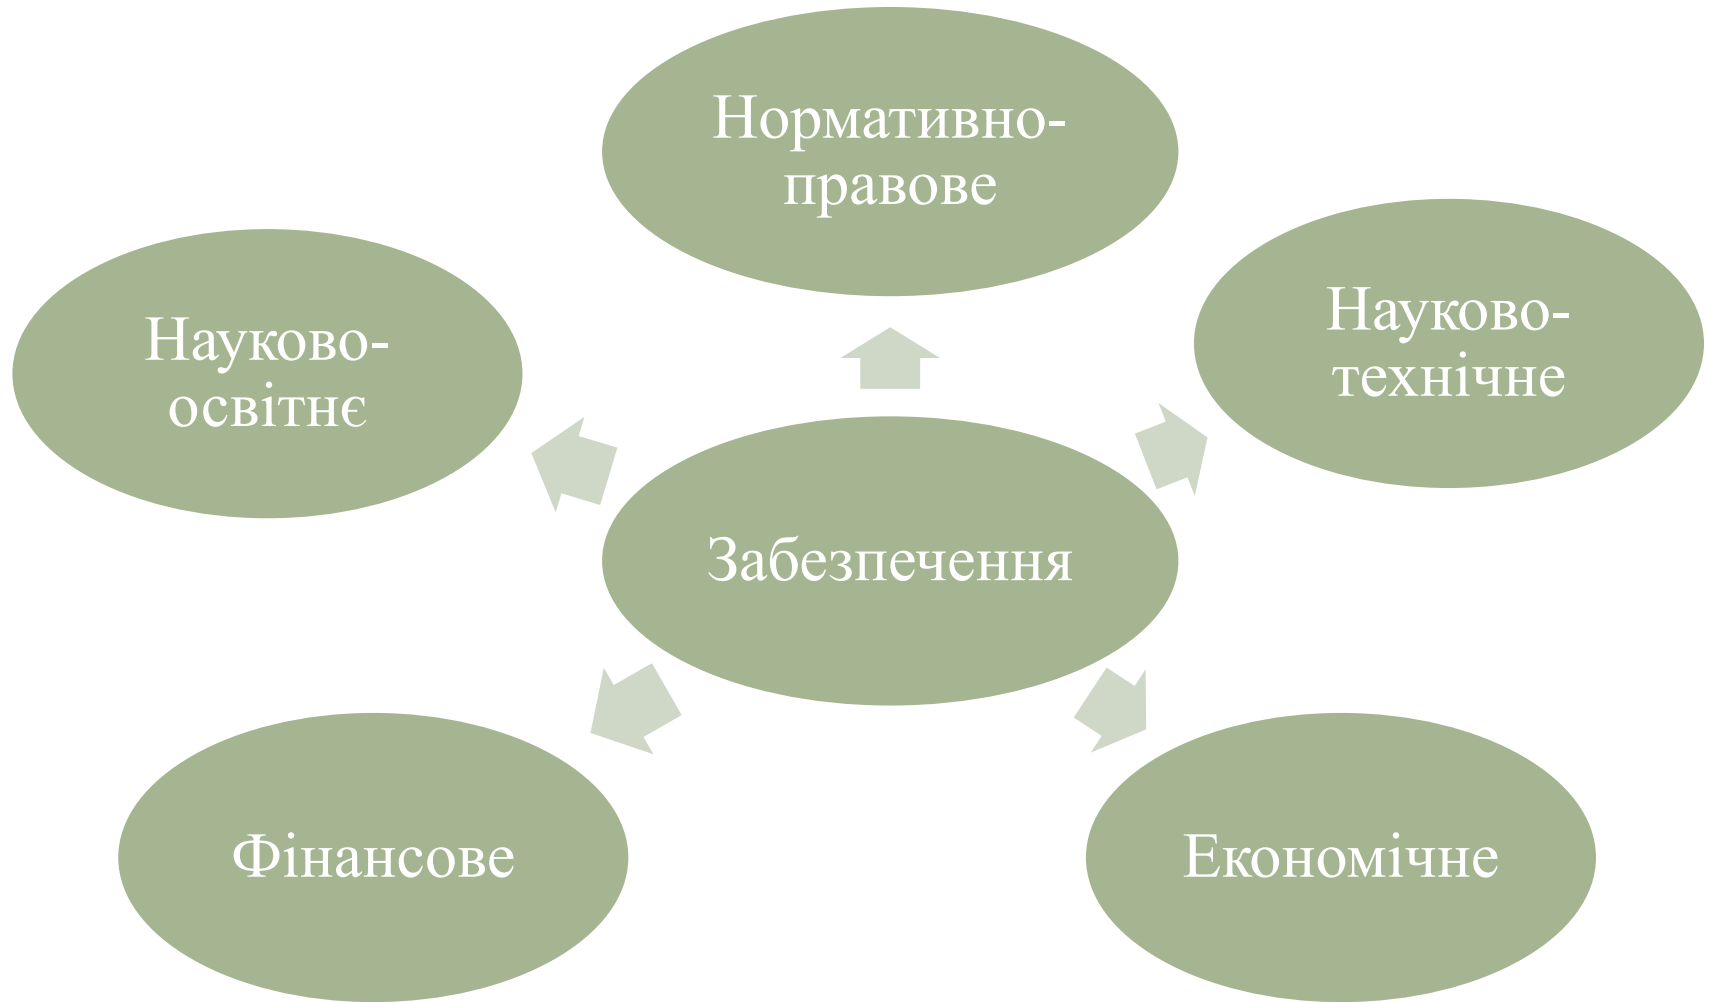 Нормативно-
правове
Науково-
технічне
Науково-
освітнє
Забезпечення
Фінансове
Економічне